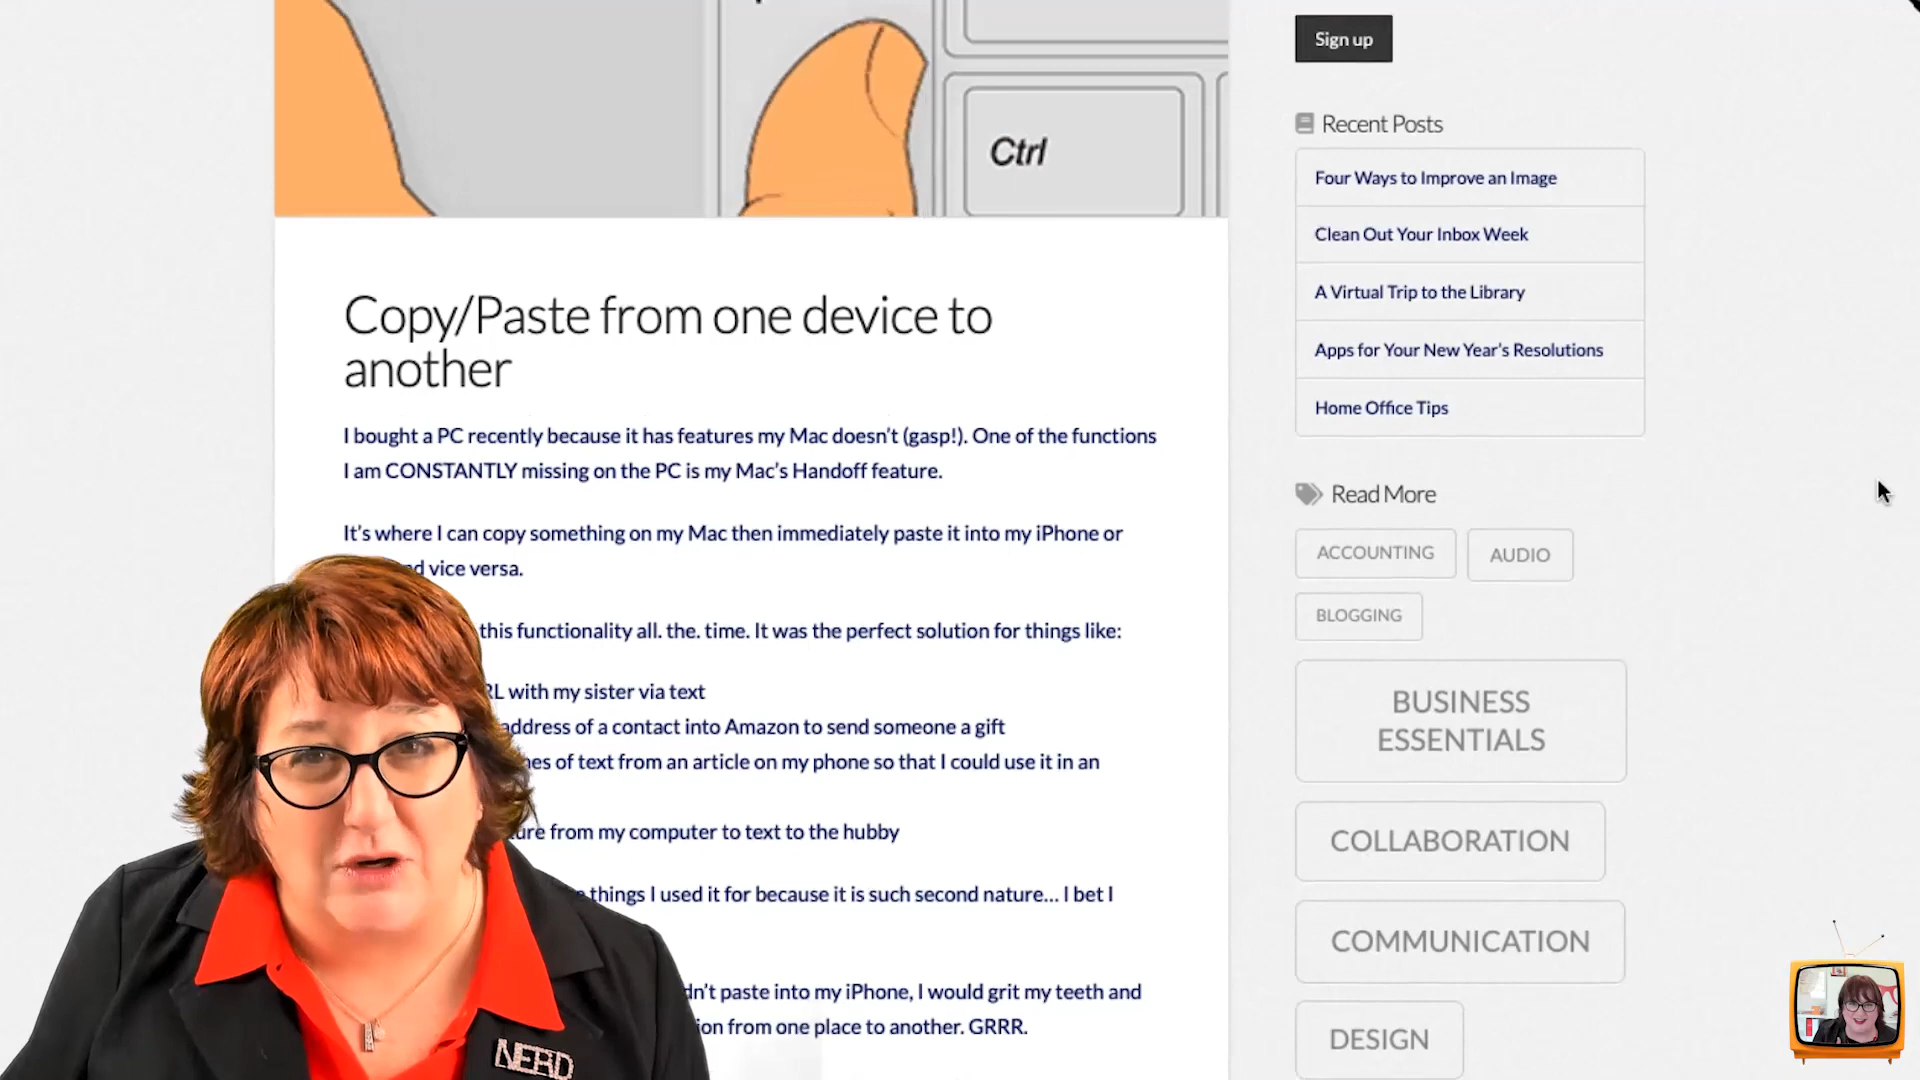 Ctrl
Copy/Paste from one device to
another
I bought a PC recently because it has features my Mac doesn't (gasp!). One of the functions
I am CONSTANTLY missing on the PC is my Mac's Handoff feature.
It's where I can copy something on my Mac then immediately paste it into my iPhone or
vice versa.
this functionality all. the. time. It was the perfect solution for things like:
with my sister via text
address of a contact into Amazon to send someone a gift
of text from an article on my phone so that I could use it in an
from my computer to text to the hubby
things I used it for because it is such second nature... I bet I
paste into my iPhone, I would grit my teeth and
from one place to another. GRRR.
NERD
Sign up
Recent Posts
Four Ways to Improve an Image
Clean Out Your Inbox Week
A Virtual Trip to the Library
Apps for Your New Year's Resolutions
Home Office Tips
Read More
ACCOUNTING
AUDIO
BLOGGING
BUSINESS
ESSENTIALS
COLLABORATION
COMMUNICATION
DESIGN